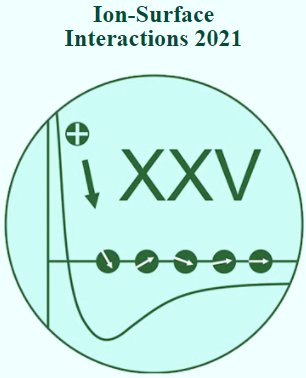 Ion-Surface
Interactions 2021
XXV